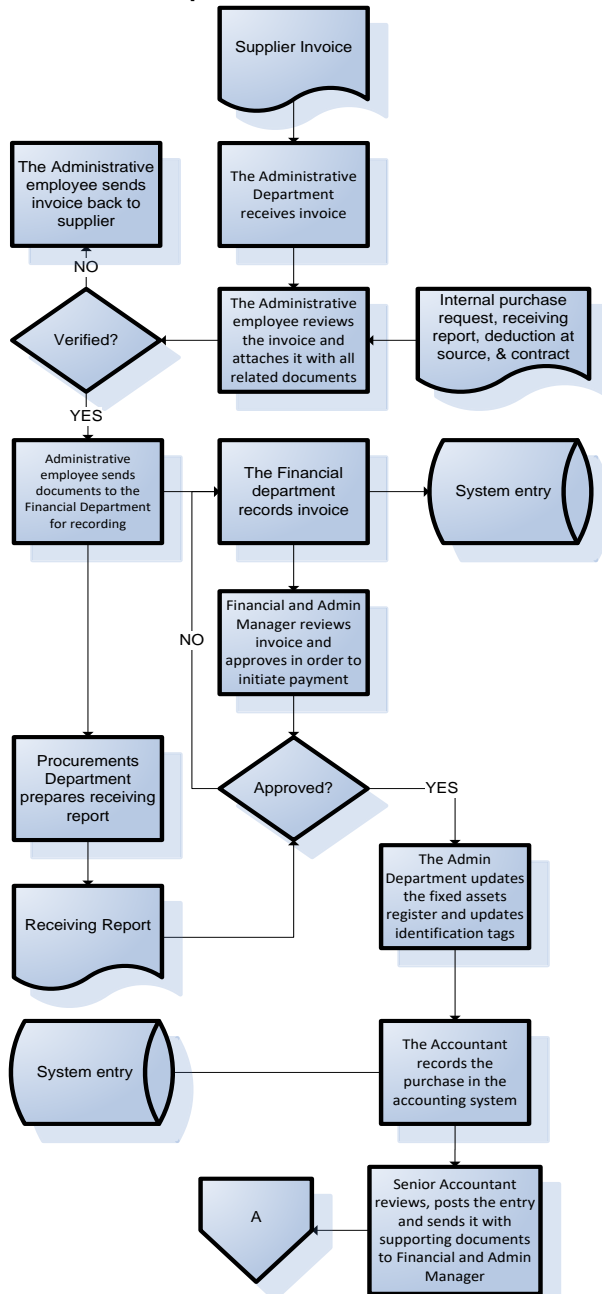 Supplier Invoice
The Administrative
employee sends
invoice back to
supplier
The Administrative
Department
receives invoice
NO
Verified?
The Administrative
employee reviews
the invoice and
attaches it with all
related documents
Internal purchase
request, receiving
report, deduction at
source, & contract
YES
Administrative
employee sends
documents to the
Financial Department
for recording
The Financial
department
records invoice
System entry
NO
Financial and Admin
Manager reviews
invoice and
approves in order to
initiate payment
Procurements
Department
prepares receiving
report
Approved?
YES
The Admin
Department updates
the fixed assets
register and updates
identification tags
Receiving Report
System entry
The Accountant
records the
purchase in the
accounting system
A
Senior Accountant
reviews, posts the entry
and sends it with
supporting documents
to Financial and Admin
Manager